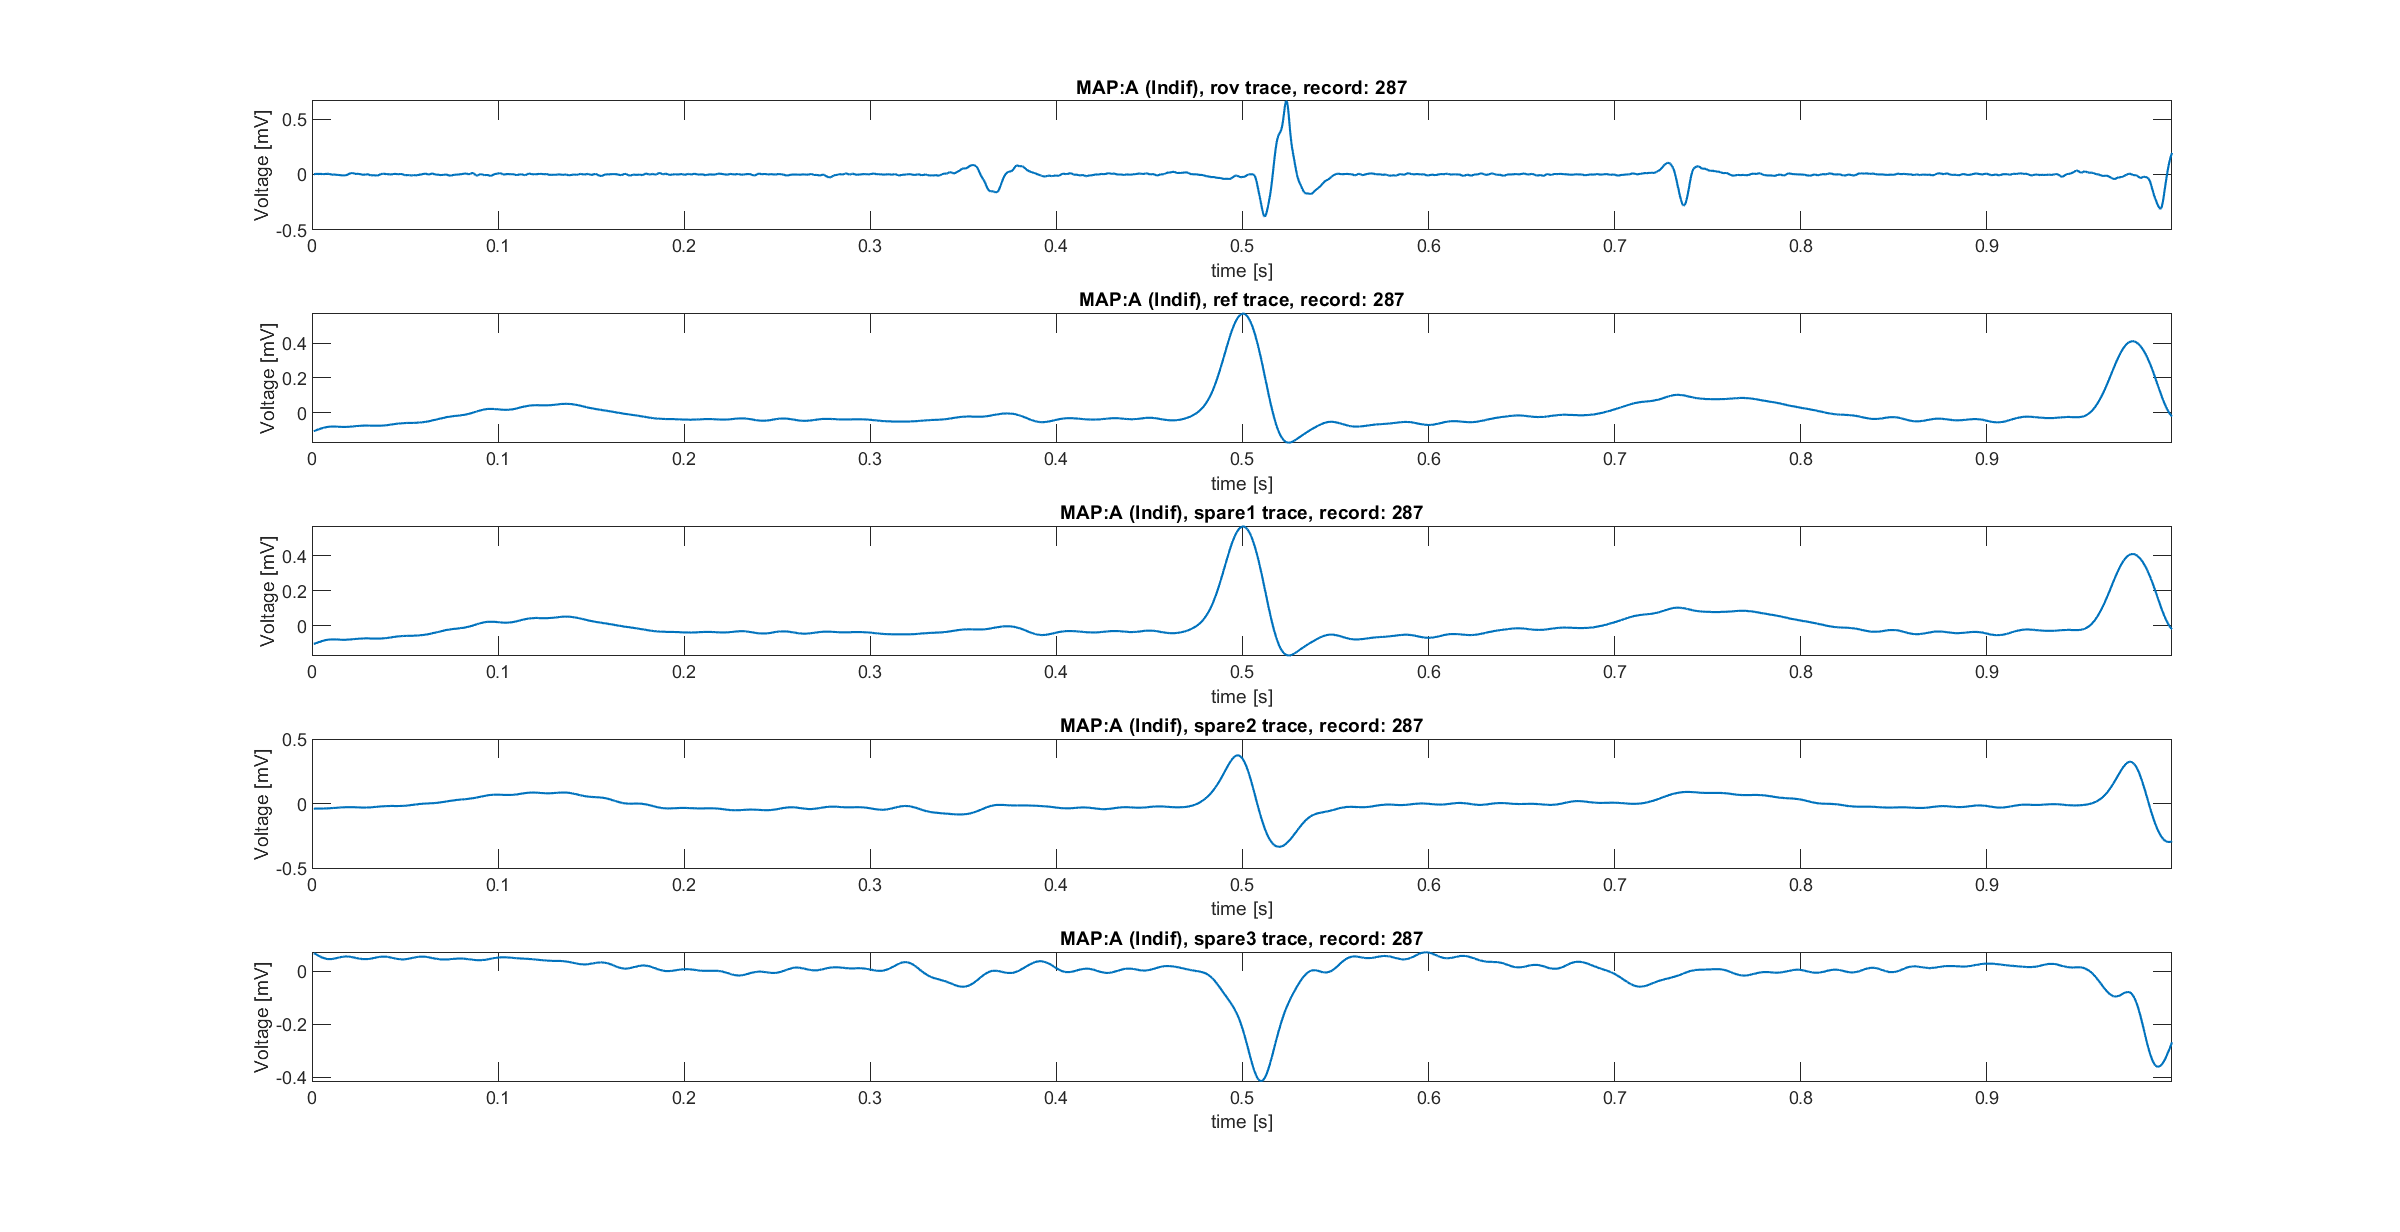 MAP:A (Indif), rov trace, record: 287
Voltage [mV]
0.5
0
-0.5
0 0.1 0.2 0.3 0.4 0.5 0.6 0.7 0.8 0.9
time [s]
MAP:A (Indif), ref trace, record: 287
Voltage [mV]
0.4
0.2
0
0 0.1 0.2 0.3 0.4 0.5 0.6 0.7 0.8 0.9
time [s]
MAP:A (Indif), spare1 trace, record: 287
Voltage [mV]
0.4
0.2
0
0 0.1 0.2 0.3 0.4 0.5 0.6 0.7 0.8 0.9
time [s]
MAP:A (Indif), spare2 trace, record: 287
Voltage [mV]
0.5
0
-0.5
0 0.1 0.2 0.3 0.4 0.5 0.6 0.7 0.8 0.9
time [s]
MAP:A (Indif), spare3 trace, record: 287
Voltage [mV]
0
-0.2
-0.4
0 0.1 0.2 0.3 0.4 0.5 0.6 0.7 0.8 0.9
time [s]